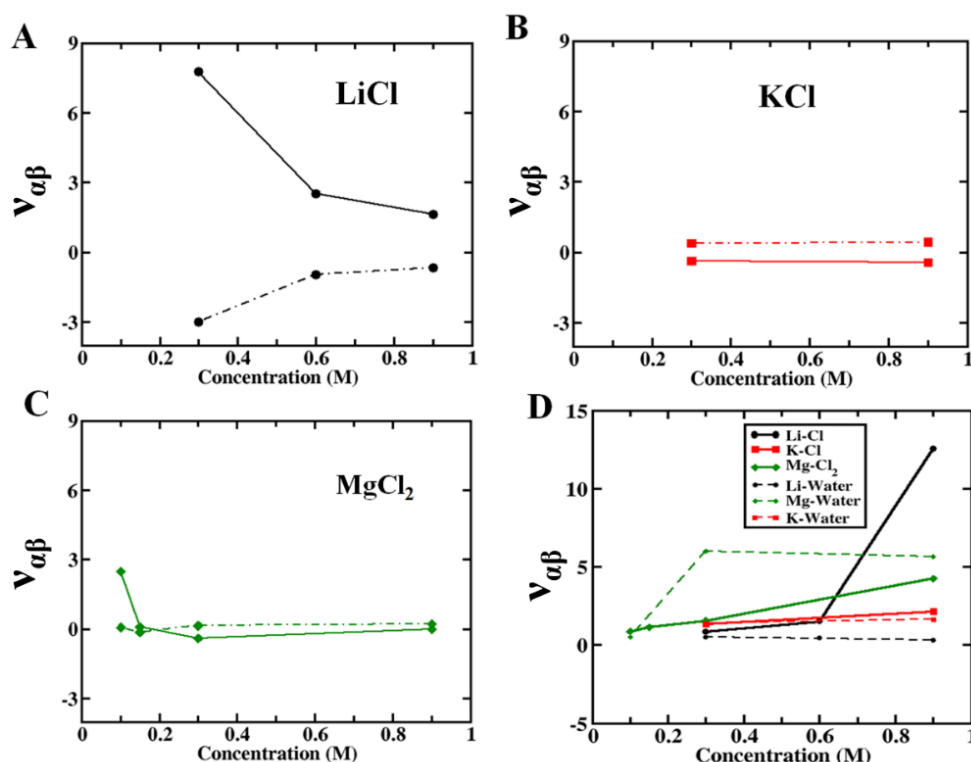 A
9
6
3
0
-3
ναβ
LiCl
0 0.2 0.4 0.6 0.8 1
Concentration (M)
B
9
6
3
0
-3
ναβ
KCl
0 0.2 0.4 0.6 0.8 1
Concentration (M)
C
9
6
3
0
-3
ναβ
MgCl2
0 0.2 0.4 0.6 0.8 1
Concentration (M)
D
15
10
5
0
-5
ναβ
Li-Cl
K-Cl
Mg-Cl2
Li-Water
Mg-Water
K-Water
0 0.2 0.4 0.6 0.8 1
Concentration (M)